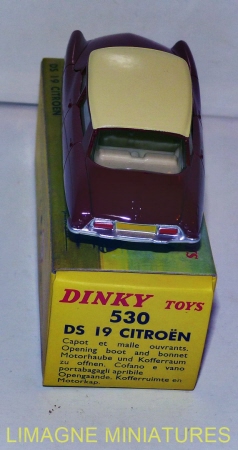 DS 19 CITROËN
DINKY TOYS
530
DS 19 CITROËN
Capot et malle ouvrants.
Opening boot and bonnet
Motorhaube und Kofferraum
zu öffnen. Cofano e vano
portabagagli apribile
Opengaande. Kofferruimte en
Motorkap.
LIMAGNE MINIATURES